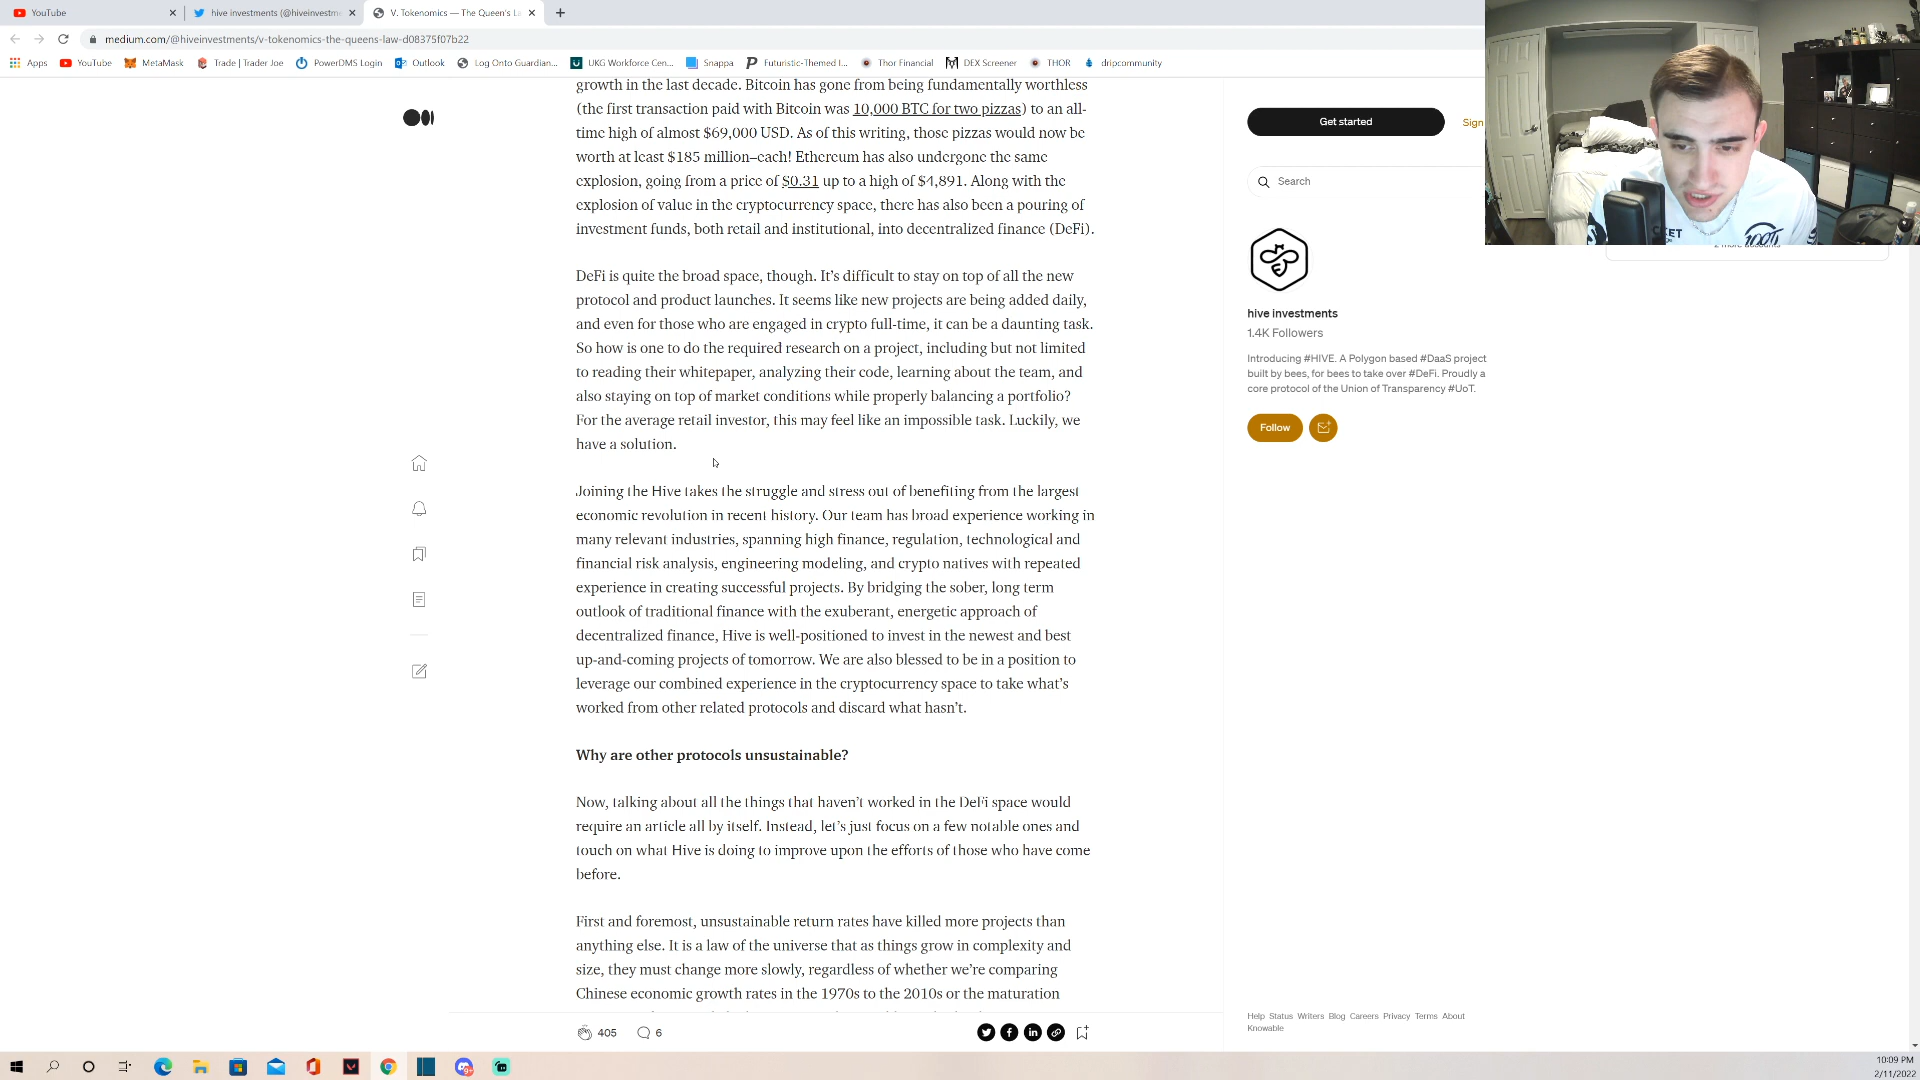 YouTube
hive investments (@hiveinvestm
V. Tokenomics — The Queen's La
medium.com/@hiveinvestments/v-tokenomics-the-queens-law-d08375f07b22
Apps
YouTube
MetaMask
Trade | Trader Joe
PowerDMS Login
Outlook
Log Onto Guardian...
UKG Workforce Cen...
Snappa
Futuristic-Themed I...
Thor Financial
DEX Screener
THOR
dripcommunity
growth in the last decade. Bitcoin has gone from being fundamentally worthless
(the first transaction paid with Bitcoin was 10,000 BTC for two pizzas) to an all-
time high of almost $69,000 USD. As of this writing, those pizzas would now be
worth at least $185 million–each! Ethereum has also undergone the same
explosion, going from a price of $0.31 up to a high of $4,891. Along with the
explosion of value in the cryptocurrency space, there has also been a pouring of
investment funds, both retail and institutional, into decentralized finance (DeFi).
DeFi is quite the broad space, though. It's difficult to stay on top of all the new
protocol and product launches. It seems like new projects are being added daily,
and even for those who are engaged in crypto full-time, it can be a daunting task.
So how is one to do the required research on a project, including but not limited
to reading their whitepaper, analyzing their code, learning about the team, and
also staying on top of market conditions while properly balancing a portfolio?
For the average retail investor, this may feel like an impossible task. Luckily, we
have a solution.
Joining the Hive takes the struggle and stress out of benefiting from the largest
economic revolution in recent history. Our team has broad experience working in
many relevant industries, spanning high finance, regulation, technological and
financial risk analysis, engineering modeling, and crypto natives with repeated
experience in creating successful projects. By bridging the sober, long term
outlook of traditional finance with the exuberant, energetic approach of
decentralized finance, Hive is well-positioned to invest in the newest and best
up-and-coming projects of tomorrow. We are also blessed to be in a position to
leverage our combined experience in the cryptocurrency space to take what's
worked from other related protocols and discard what hasn't.
Why are other protocols unsustainable?
Now, talking about all the things that haven't worked in the DeFi space would
require an article all by itself. Instead, let's just focus on a few notable ones and
touch on what Hive is doing to improve upon the efforts of those who have come
before.
First and foremost, unsustainable return rates have killed more projects than
anything else. It is a law of the universe that as things grow in complexity and
size, they must change more slowly, regardless of whether we're comparing
Chinese economic growth rates in the 1970s to the 2010s or the maturation
405
6
Get started
Sign
Search
hive investments
1.4K Followers
Introducing #HIVE. A Polygon based #DaaS project
built by bees, for bees to take over #DeFi. Proudly a
core protocol of the Union of Transparency #UoT.
Follow
Help Status Writers Blog Careers Privacy Terms About
Knowable
10:09 PM
2/11/2022